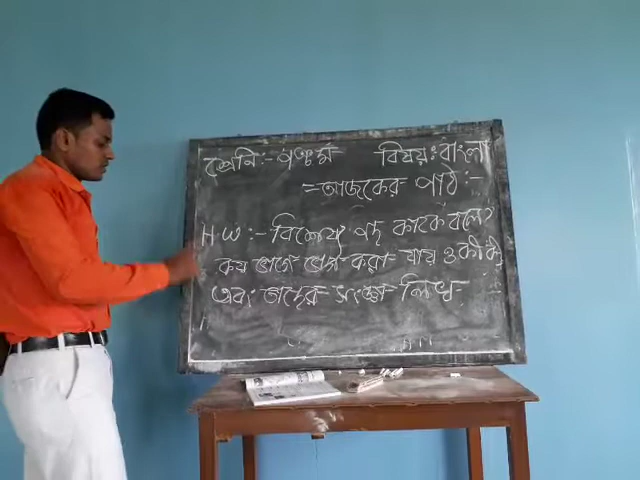 শ্রেনি:- পঞ্চম বিষয়: বাংলা
=আজকের পাঠ:-
H W :- বিশেষ্য পদ কাকে বলে?
কয় ভাগে ভাগ করা যায় ও কী কী
এবং তাদের সংজ্ঞা লিখ।